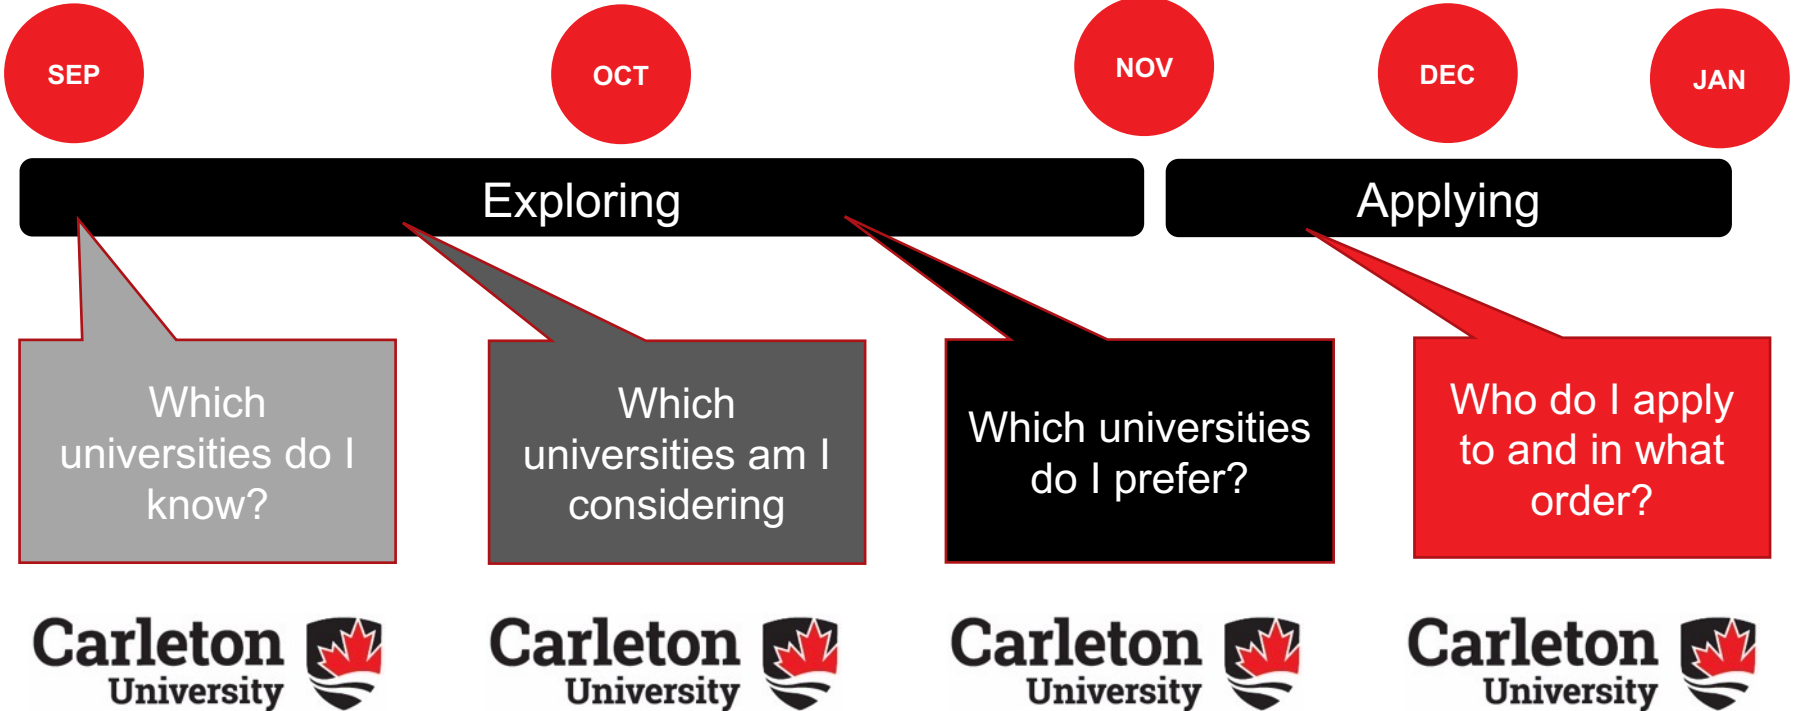 SEP
OCT
NOV
DEC
JAN
Exploring
Applying
Which
universities do I
know?
Which
universities am I
considering
Which universities
do I prefer?
Who do I apply
to and in what
order?
Carleton
University
Carleton
University
Carleton
University
Carleton
University